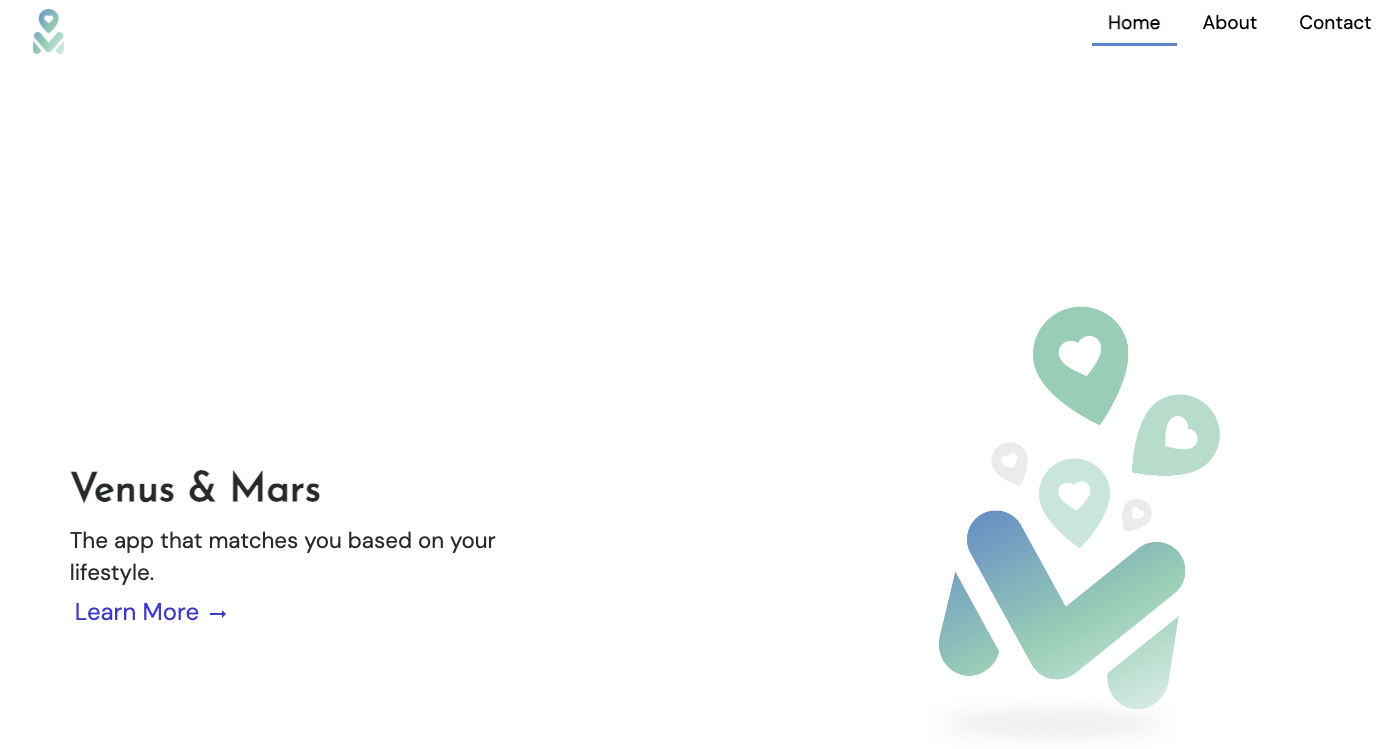 Home About Contact
Venus & Mars
The app that matches you based on your
lifestyle.
Learn More →